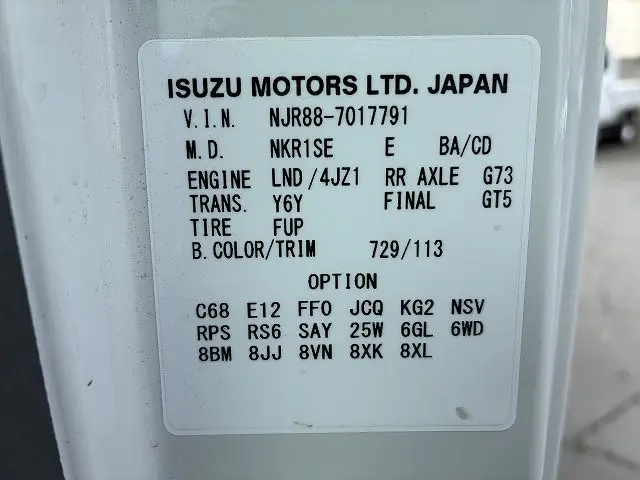 ISUZU MOTORS LTD. JAPAN
V.I.N. NJR88-7017791
M.D. NKR1SE E BA/CD
ENGINE LND/4JZ1 RR AXLE G73
TRANS. Y6Y FINAL GT5
TIRE FUP
B.COLOR/TRIM 729/113
OPTION
C68 E12 FF0 JCQ KG2 NSV
RPS RS6 SAY 25W 6GL 6WD
8BM 8JJ 8VN 8XK 8XL